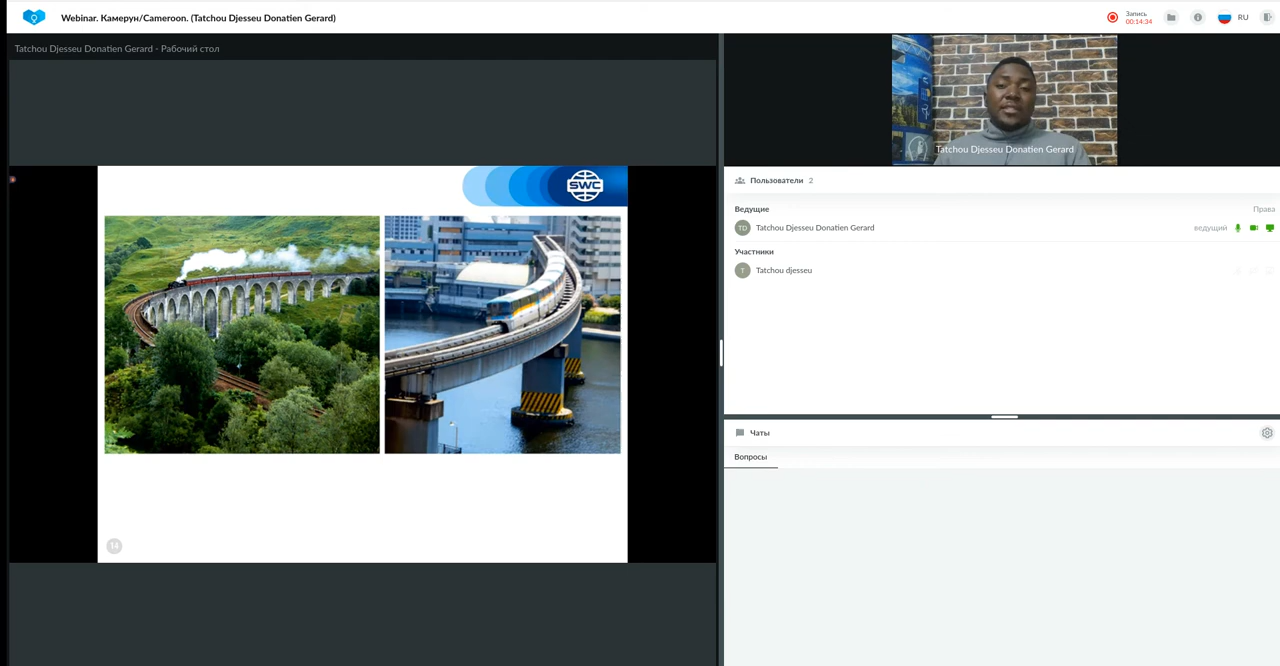 Webinar. Камерун/Cameroon. (Tatchou Djesseu Donatien Gerard)
Запись
00:14:34
RU
Tatchou Djesseu Donatien Gerard - Рабочий стол
SWC
14
Tatchou Djesseu Donatien Gerard
Пользователи 2
Ведущие Права
TD Tatchou Djesseu Donatien Gerard ведущий
Участники
T Tatchou djesseu
Чаты
Вопросы